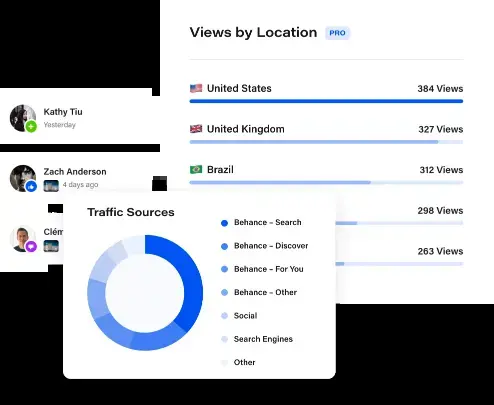 Views by Location PRO
United States 384 Views
United Kingdom 327 Views
Brazil 312 Views
298 Views
263 Views
Kathy Tiu
Yesterday
Zach Anderson
4 days ago
Clém
Traffic Sources
Behance – Search
Behance – Discover
Behance – For You
Behance – Other
Social
Search Engines
Other